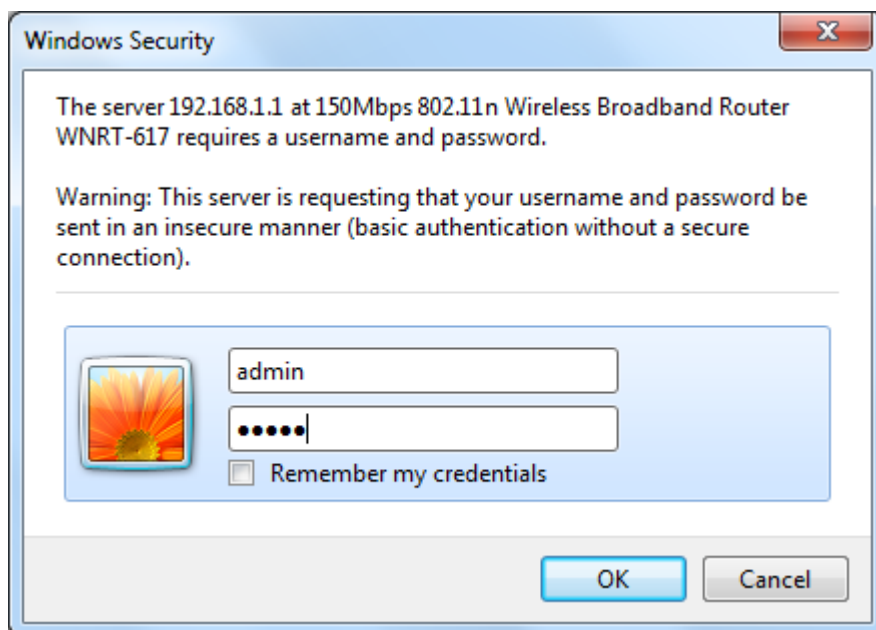 Windows Security
The server 192.168.1.1 at 150Mbps 802.11n Wireless Broadband Router
WNRT-617 requires a username and password.
Warning: This server is requesting that your username and password be
sent in an insecure manner (basic authentication without a secure
connection).
admin
●●●●●
Remember my credentials
OK
Cancel